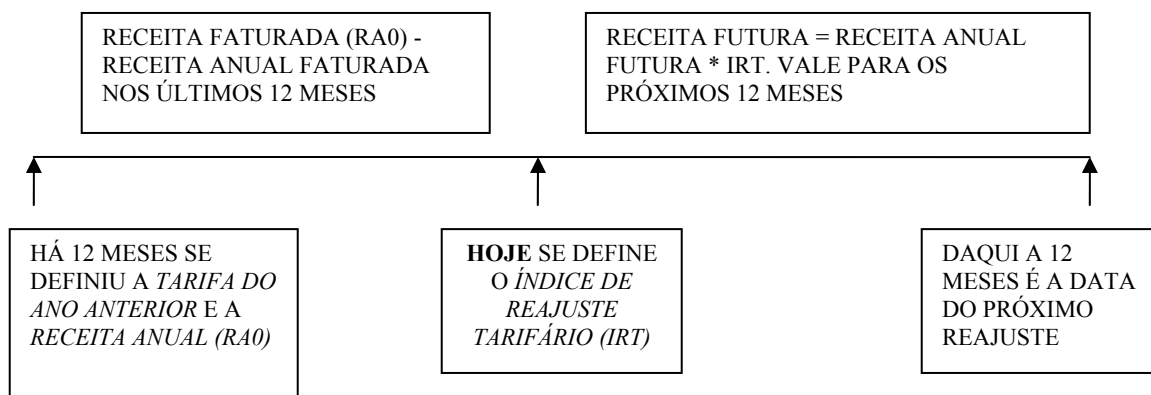 RECEITA FATURADA (RA0) -
RECEITA ANUAL FATURADA
NOS ÚLTIMOS 12 MESES
RECEITA FUTURA = RECEITA ANUAL
FUTURA * IRT. VALE PARA OS
PRÓXIMOS 12 MESES
HÁ 12 MESES SE
DEFINIU A TARIFA DO
ANO ANTERIOR E A
RECEITA ANUAL (RA0)
HOJE SE DEFINE
O ÍNDICE DE
REAJUSTE
TARIFÁRIO (IRT)
DAQUI A 12
MESES É A DATA
DO PRÓXIMO
REAJUSTE